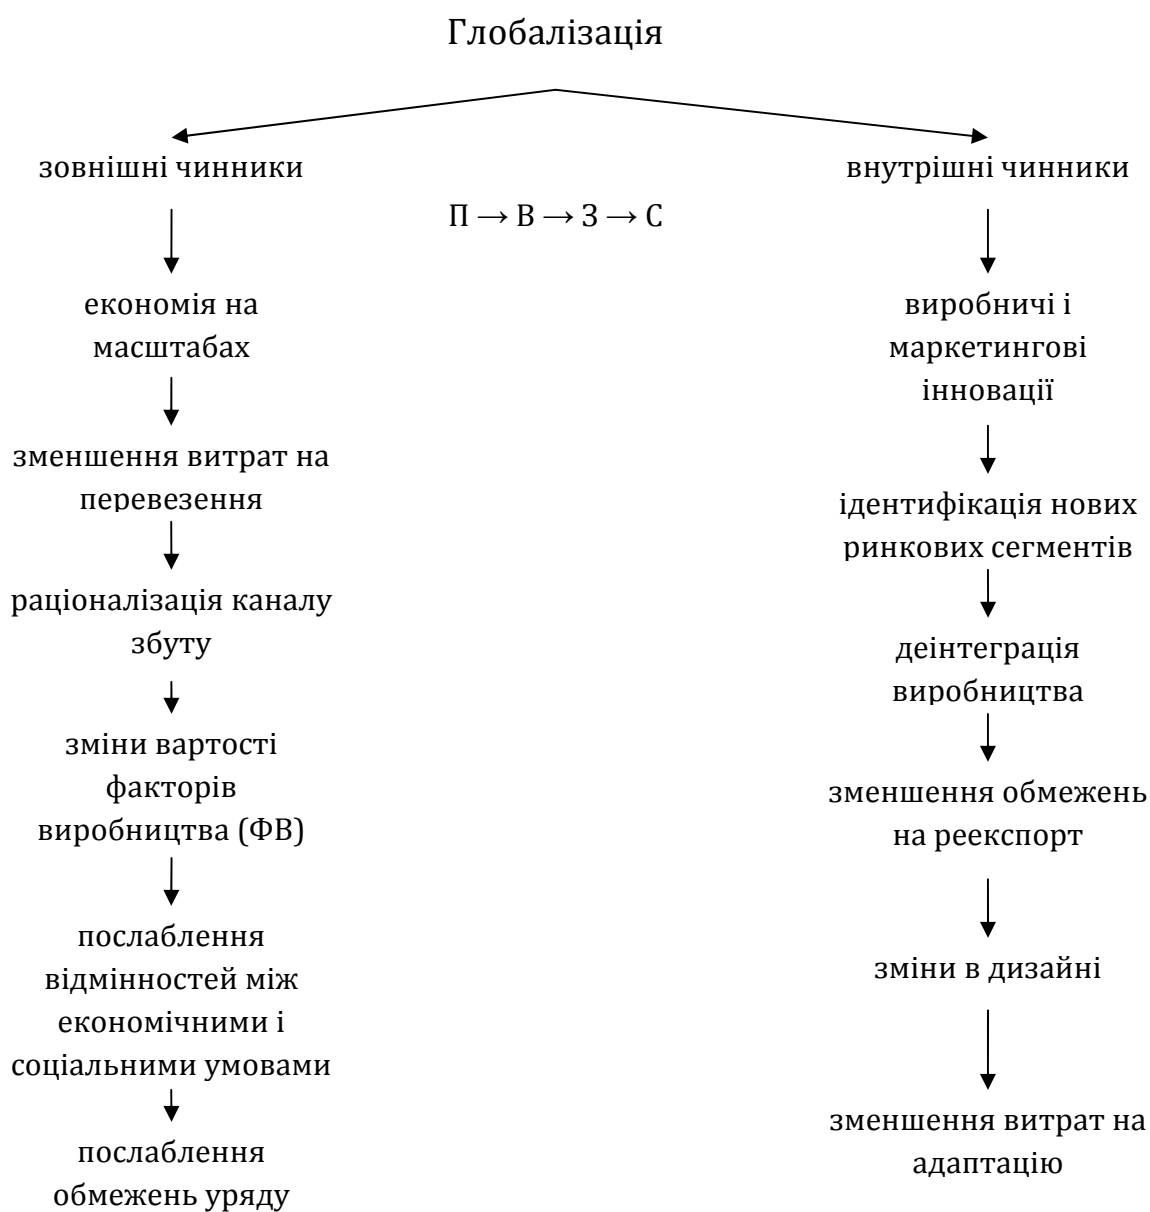 Глобалізація
зовнішні чинники
внутрішні чинники
П → В → З → С
економія на
масштабах
зменшення витрат на
перевезення
раціоналізація каналу
збуту
зміни вартості
факторів
виробництва (ФВ)
послаблення
відмінностей між
економічними і
соціальними умовами
послаблення
обмежень уряду
виробничі і
маркетингові
інновації
ідентифікація нових
ринкових сегментів
деінтеграція
виробництва
зменшення обмежень
на реекспорт
зміни в дизайні
зменшення витрат на
адаптацію